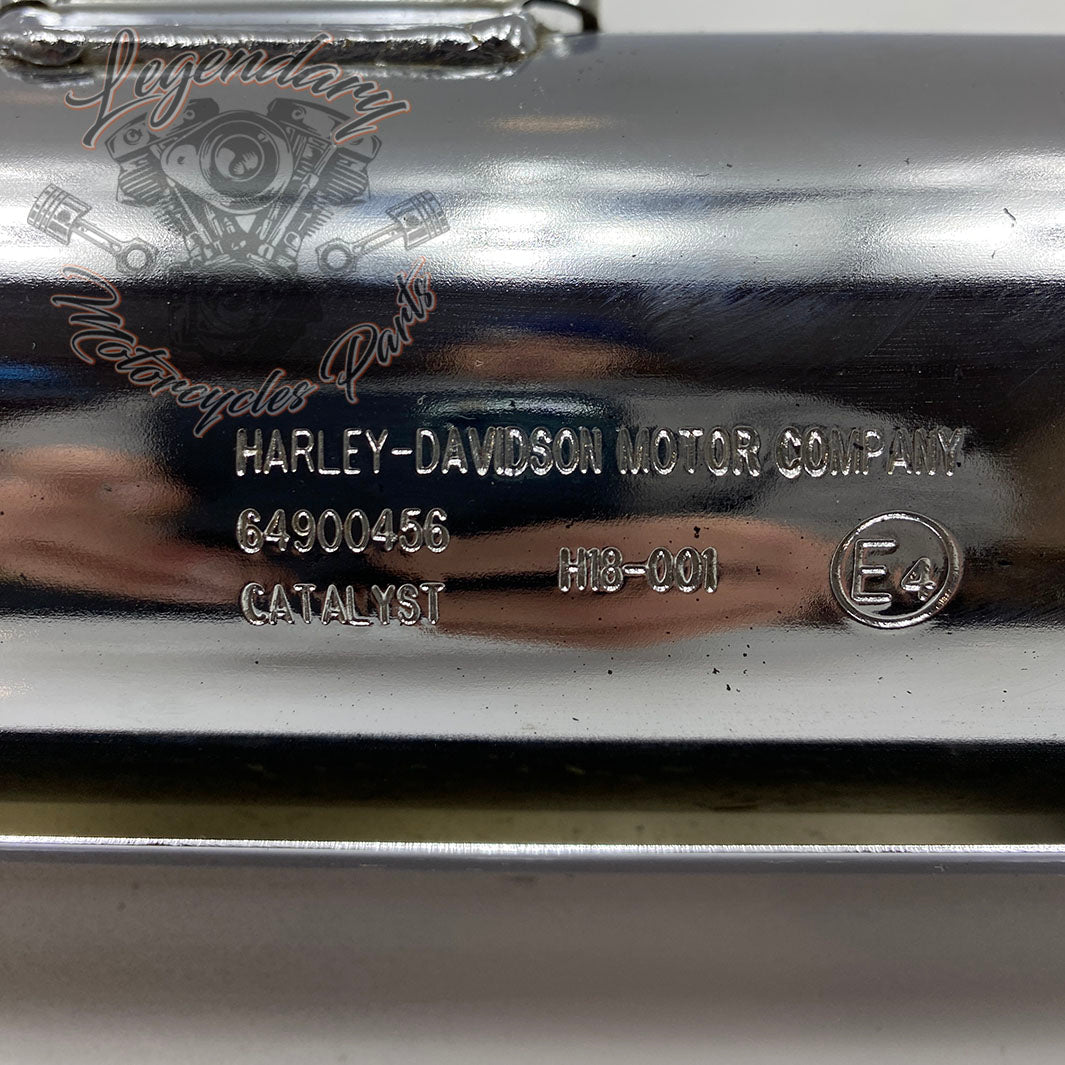 Legendary
Motorcycles Parts
HARLEY-DAVIDSON MOTOR COMPANY
64900456
H18-001
CATALYST
E4